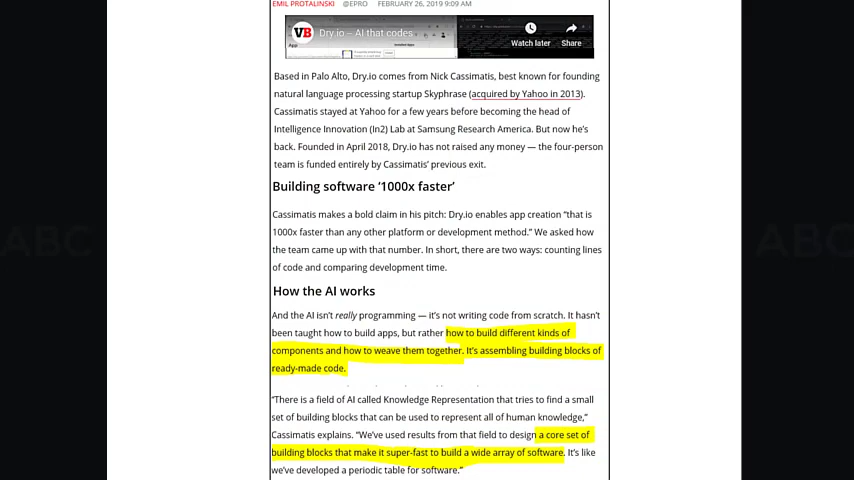 EMIL PROTALINSKI @EPRO FEBRUARY 26, 2019 9:09 AM
VB Dry.io – AI that codes
Watch later Share
Based in Palo Alto, Dry.io comes from Nick Cassimatis, best known for founding
natural language processing startup Skyphrase (acquired by Yahoo in 2013).
Cassimatis stayed at Yahoo for a few years before becoming the head of
Intelligence Innovation (In2) Lab at Samsung Research America. But now he's
back. Founded in April 2018, Dry.io has not raised any money — the four-person
team is funded entirely by Cassimatis' previous exit.
Building software '1000x faster'
Cassimatis makes a bold claim in his pitch: Dry.io enables app creation “that is
1000x faster than any other platform or development method.” We asked how
the team came up with that number. In short, there are two ways: counting lines
of code and comparing development time.
How the AI works
And the AI isn't really programming — it's not writing code from scratch. It hasn't
been taught how to build apps, but rather how to build different kinds of
components and how to weave them together. It's assembling building blocks of
ready-made code.
“There is a field of AI called Knowledge Representation that tries to find a small
set of building blocks that can be used to represent all of human knowledge,”
Cassimatis explains. “We've used results from that field to design a core set of
building blocks that make it super-fast to build a wide array of software. It's like
we've developed a periodic table for software.”
ABC
ABC